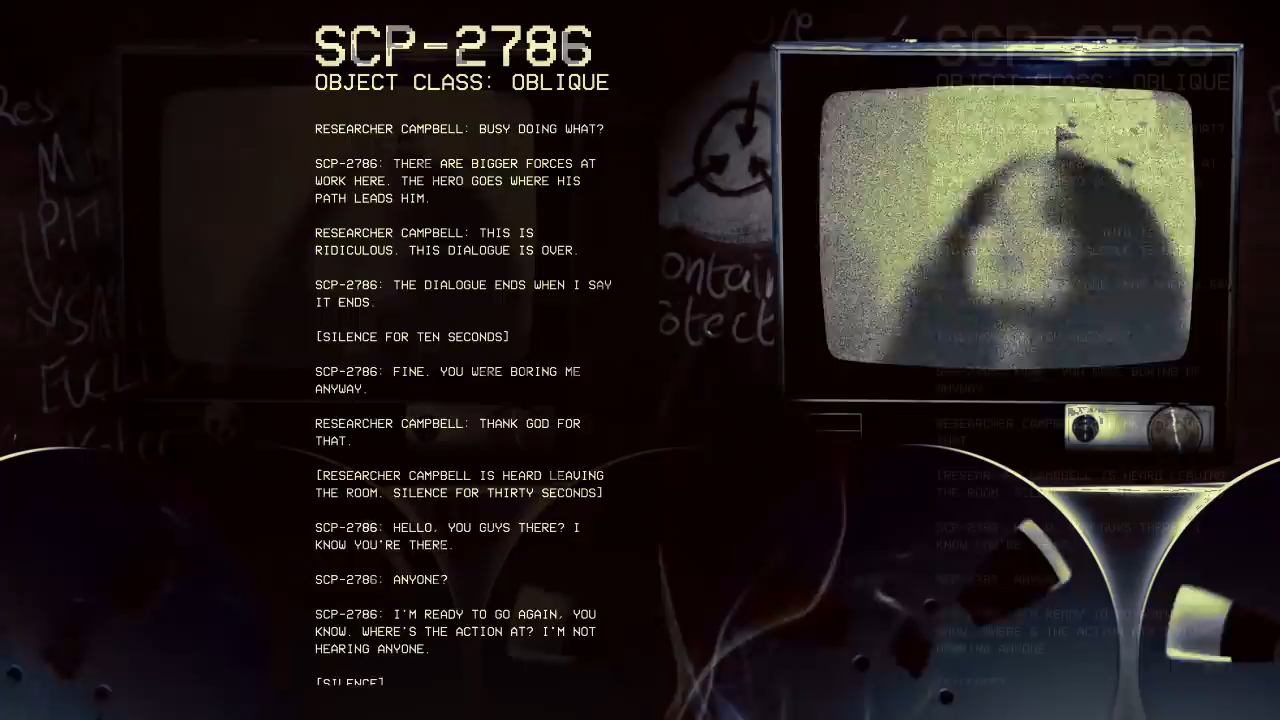 SCP-2786
OBJECT CLASS: OBLIQUE
RESEARCHER CAMPBELL: BUSY DOING WHAT?
SCP-2786: THERE ARE BIGGER FORCES AT
WORK HERE. THE HERO GOES WHERE HIS
PATH LEADS HIM.
RESEARCHER CAMPBELL: THIS IS
RIDICULOUS. THIS DIALOGUE IS OVER.
SCP-2786: THE DIALOGUE ENDS WHEN I SAY
IT ENDS.
[SILENCE FOR TEN SECONDS]
SCP-2786: FINE. YOU WERE BORING ME
ANYWAY.
RESEARCHER CAMPBELL: THANK GOD FOR
THAT.
[RESEARCHER CAMPBELL IS HEARD LEAVING
THE ROOM. SILENCE FOR THIRTY SECONDS]
SCP-2786: HELLO, YOU GUYS THERE? I
KNOW YOU'RE THERE.
SCP-2786: ANYONE?
SCP-2786: I'M READY TO GO AGAIN, YOU
KNOW. WHERE'S THE ACTION AT? I'M NOT
HEARING ANYONE.
[SILENCE]